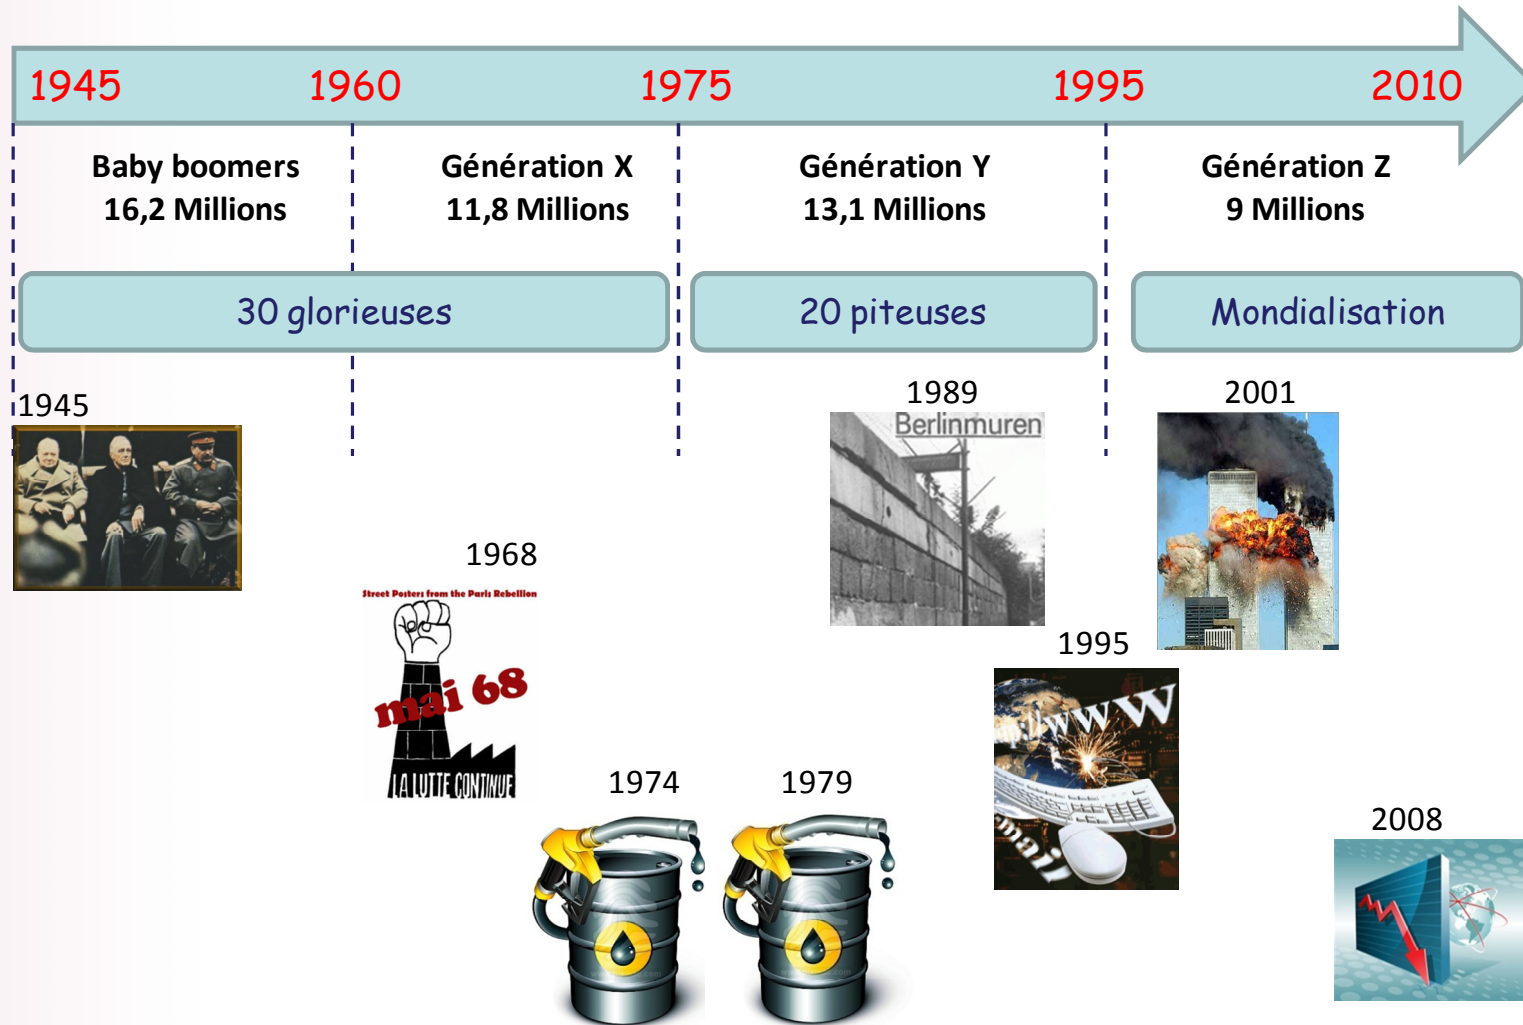 1945 1960 1975 1995 2010
Baby boomers
16,2 Millions
Génération X
11,8 Millions
Génération Y
13,1 Millions
Génération Z
9 Millions
30 glorieuses
20 piteuses
Mondialisation
1945
1989
Berlinmuren
2001
1968
Street Posters from the Paris Rebellion
mai 68
LA LUTTE CONTINUE
1995
www
mail
1974
1979
2008